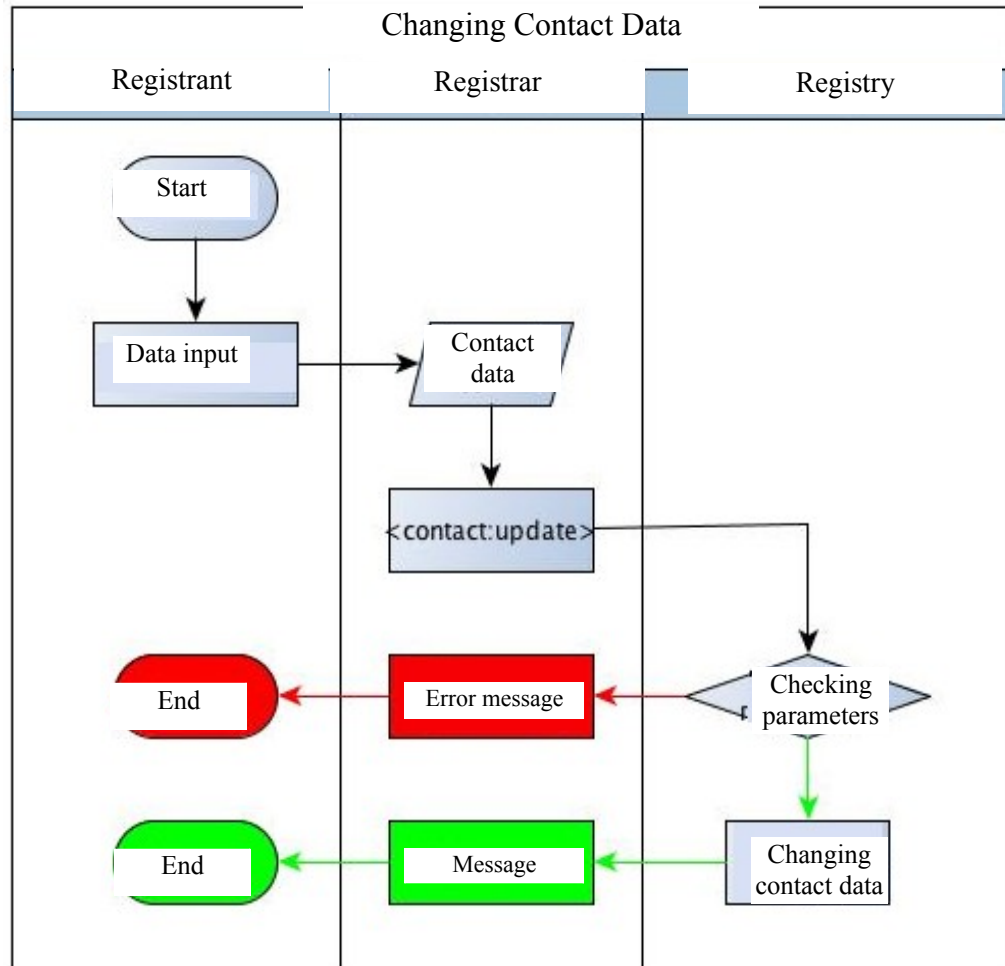 Changing Contact Data
Registrant
Registrar
Registry
Start
Data input
Contact
data
<contact:update>
Checking
parameters
Error message
End
Changing
contact data
Message
End